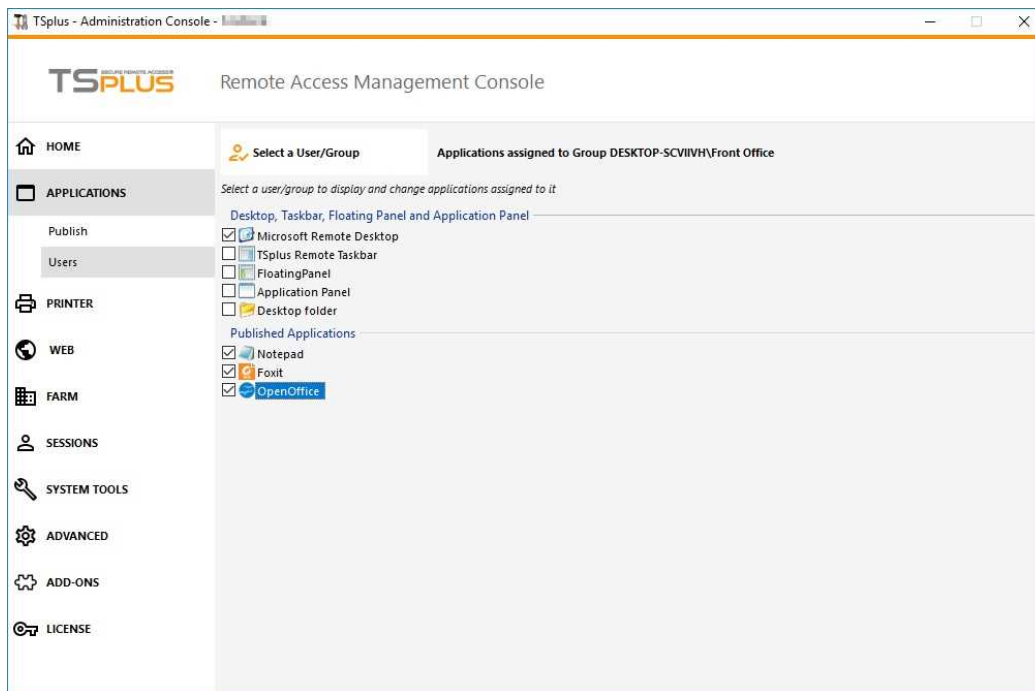 TSplus - Administration Console -
TSPLUS SECURE REMOTE ACCESS
Remote Access Management Console
HOME
APPLICATIONS
Publish
Users
PRINTER
WEB
FARM
SESSIONS
SYSTEM TOOLS
ADVANCED
ADD-ONS
LICENSE
Select a User/Group
Applications assigned to Group DESKTOP-SCVIIVH\Front Office
Select a user/group to display and change applications assigned to it
Desktop, Taskbar, Floating Panel and Application Panel
Microsoft Remote Desktop
TSplus Remote Taskbar
FloatingPanel
Application Panel
Desktop folder
Published Applications
Notepad
Foxit
OpenOffice